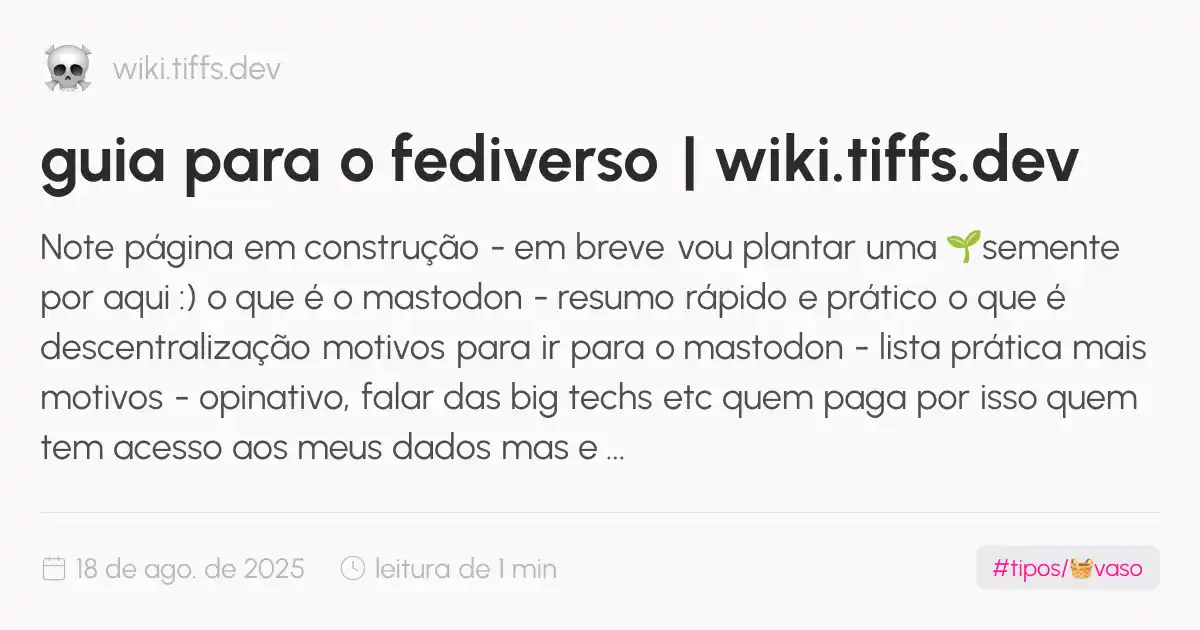 wiki.tiffs.dev
guia para o fediverso | wiki.tiffs.dev
Note página em construção - em breve vou plantar uma 🌱semente
por aqui :) o que é o mastodon - resumo rápido e prático o que é
descentralização motivos para ir para o mastodon - lista prática mais
motivos - opinativo, falar das big techs etc quem paga por isso quem
tem acesso aos meus dados mas e ...
18 de ago. de 2025 leitura de 1 min #tipos/🧺vaso